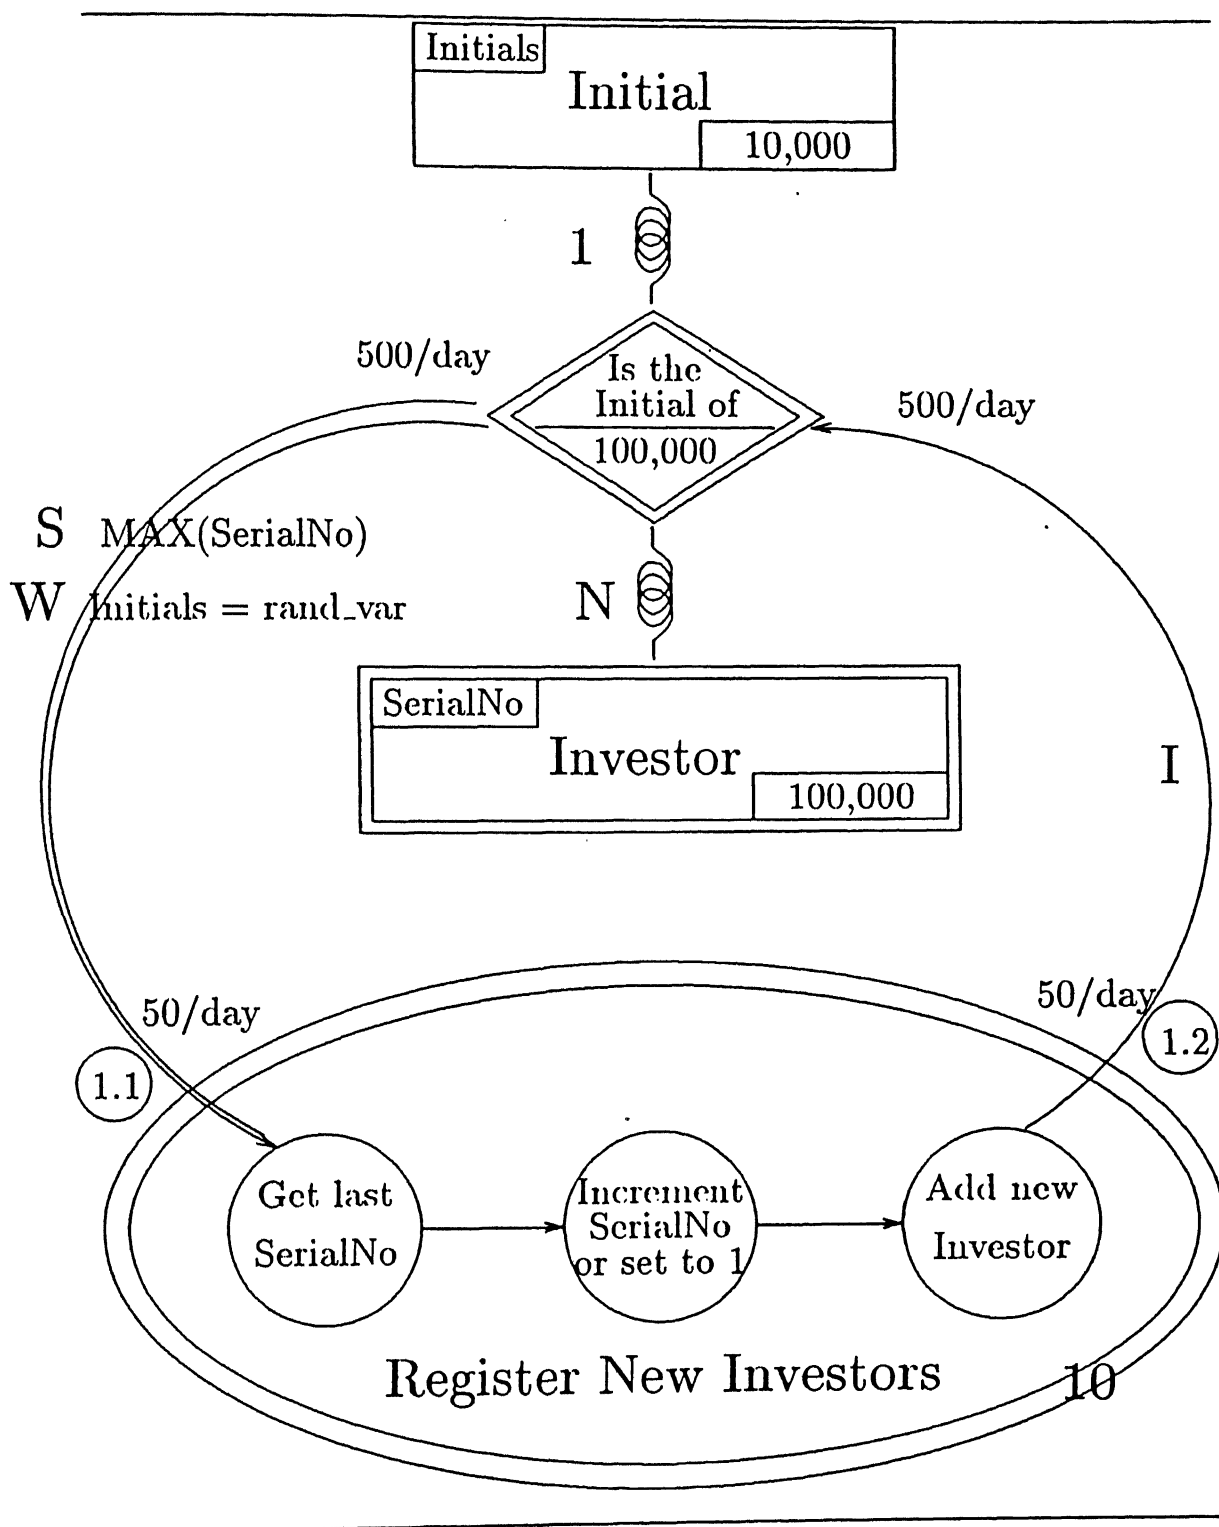 Initials
Initial
10,000
1
500/day
Is the
Initial of
100,000
500/day
S MAX(SerialNo)
W Initials = rand_var
N
SerialNo
Investor
100,000
I
50/day
50/day
1.1
1.2
Get last
SerialNo
Increment
SerialNo
or set to 1
Add new
Investor
Register New Investors
10